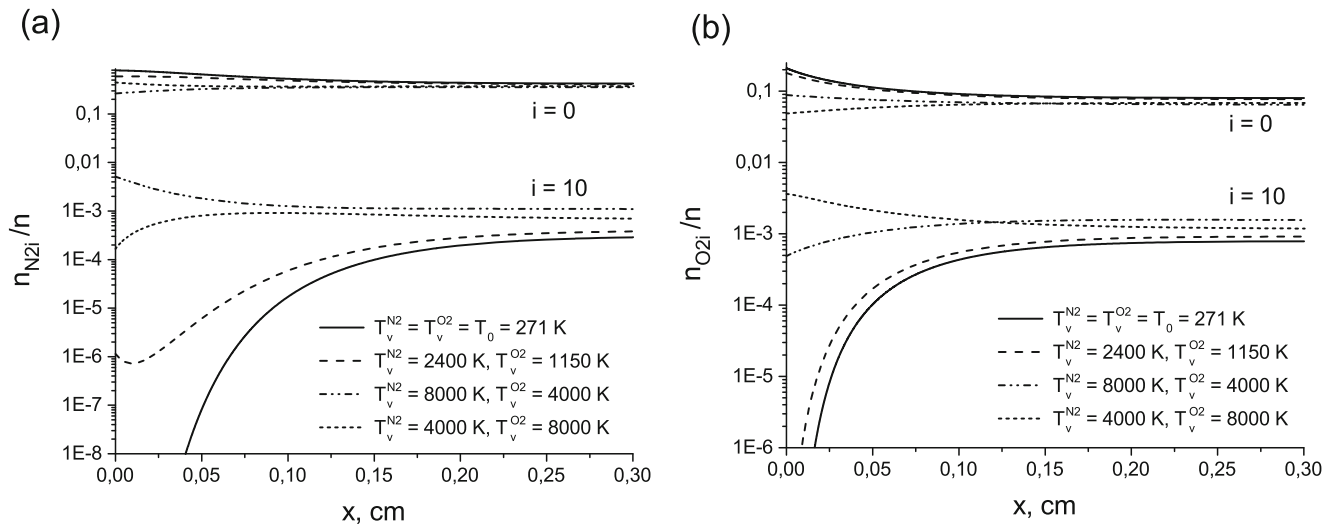 (a)
0,1
0,01
1E-3
1E-4
1E-5
1E-6
1E-7
1E-8
n_N2i /n
i = 0
i = 10
T_v^N2 = T_v^O2 = T_0 = 271 K
T_v^N2 = 2400 K, T_v^O2 = 1150 K
T_v^N2 = 8000 K, T_v^O2 = 4000 K
T_v^N2 = 4000 K, T_v^O2 = 8000 K
0,00 0,05 0,10 0,15 0,20 0,25 0,30
x, cm
(b)
0,1
0,01
1E-3
1E-4
1E-5
1E-6
n_O2i /n
i = 0
i = 10
T_v^N2 = T_v^O2 = T_0 = 271 K
T_v^N2 = 2400 K, T_v^O2 = 1150 K
T_v^N2 = 8000 K, T_v^O2 = 4000 K
T_v^N2 = 4000 K, T_v^O2 = 8000 K
0,00 0,05 0,10 0,15 0,20 0,25 0,30
x, cm